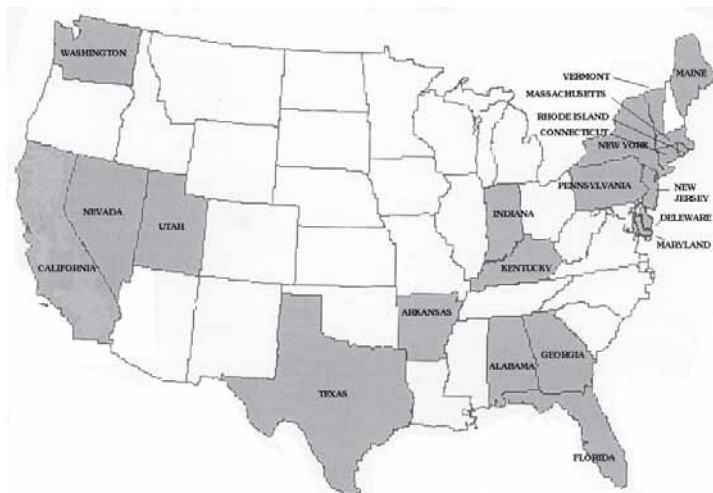 WASHINGTON
MAINE
VERMONT
MASSACHUSETTS
RHODE ISLAND
CONNECTICUT
NEW YORK
PENNSYLVANIA
NEW
JERSEY
NEVADA
UTAH
INDIANA
DELEWARE
MARYLAND
CALIFORNIA
KENTUCKY
ARKANSAS
GEORGIA
ALABAMA
TEXAS
FLORIDA